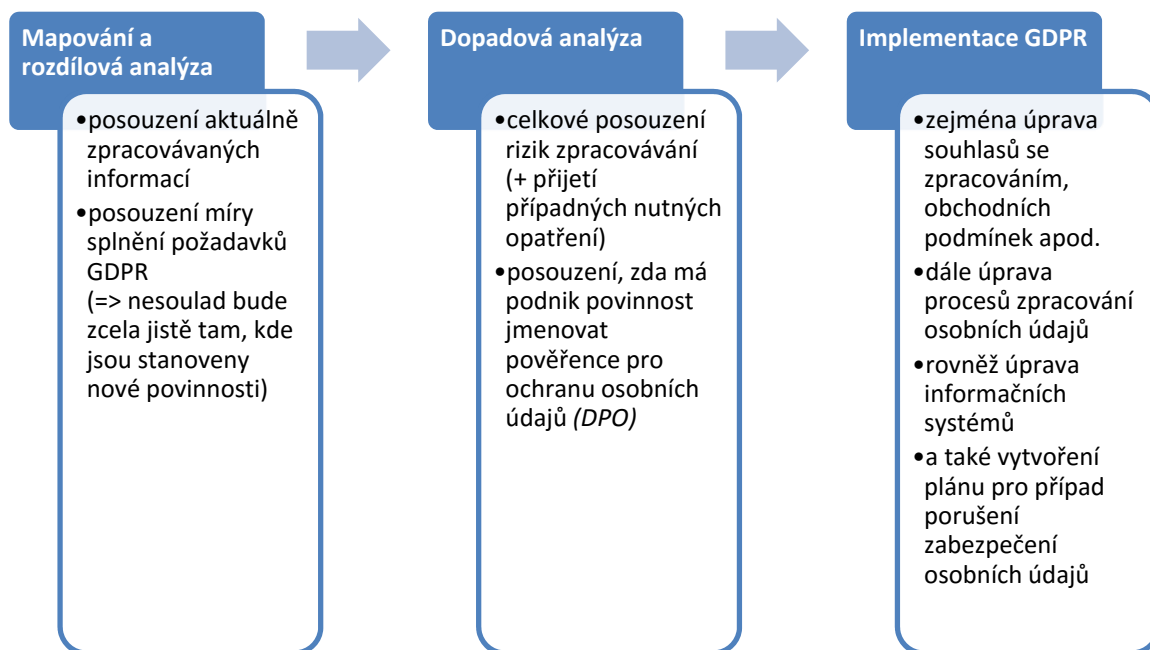 Mapování a
rozdílová analýza
•posouzení aktuálně
zpracovávaných
informací
•posouzení míry
splnění požadavků
GDPR
(=> nesoulad bude
zcela jistě tam, kde
jsou stanoveny
nové povinnosti)
Dopadová analýza
•celkové posouzení
rizik zpracovávání
(+ přijetí
případných nutných
opatření)
•posouzení, zda má
podnik povinnost
jmenovat
pověřence pro
ochranu osobních
údajů (DPO)
Implementace GDPR
•zejména úprava
souhlasů se
zpracováním,
obchodních
podmínek apod.
•dále úprava
procesů zpracování
osobních údajů
•rovněž úprava
informačních
systémů
•a také vytvoření
plánu pro případ
porušení
zabezpečení
osobních údajů